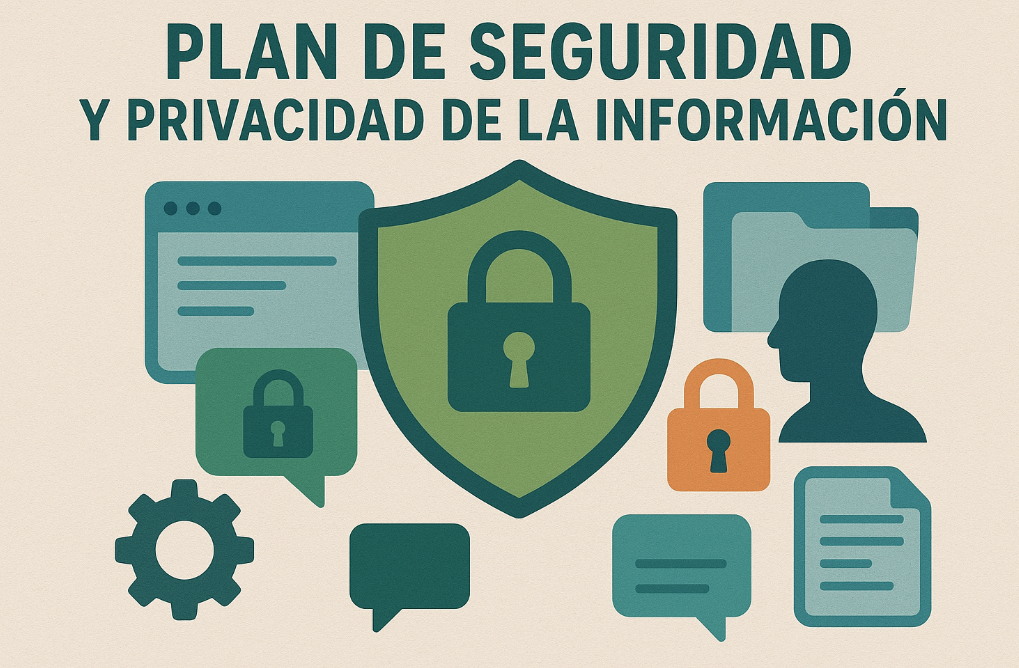 PLAN DE SEGURIDAD
Y PRIVACIDAD DE LA INFORMACIÓN